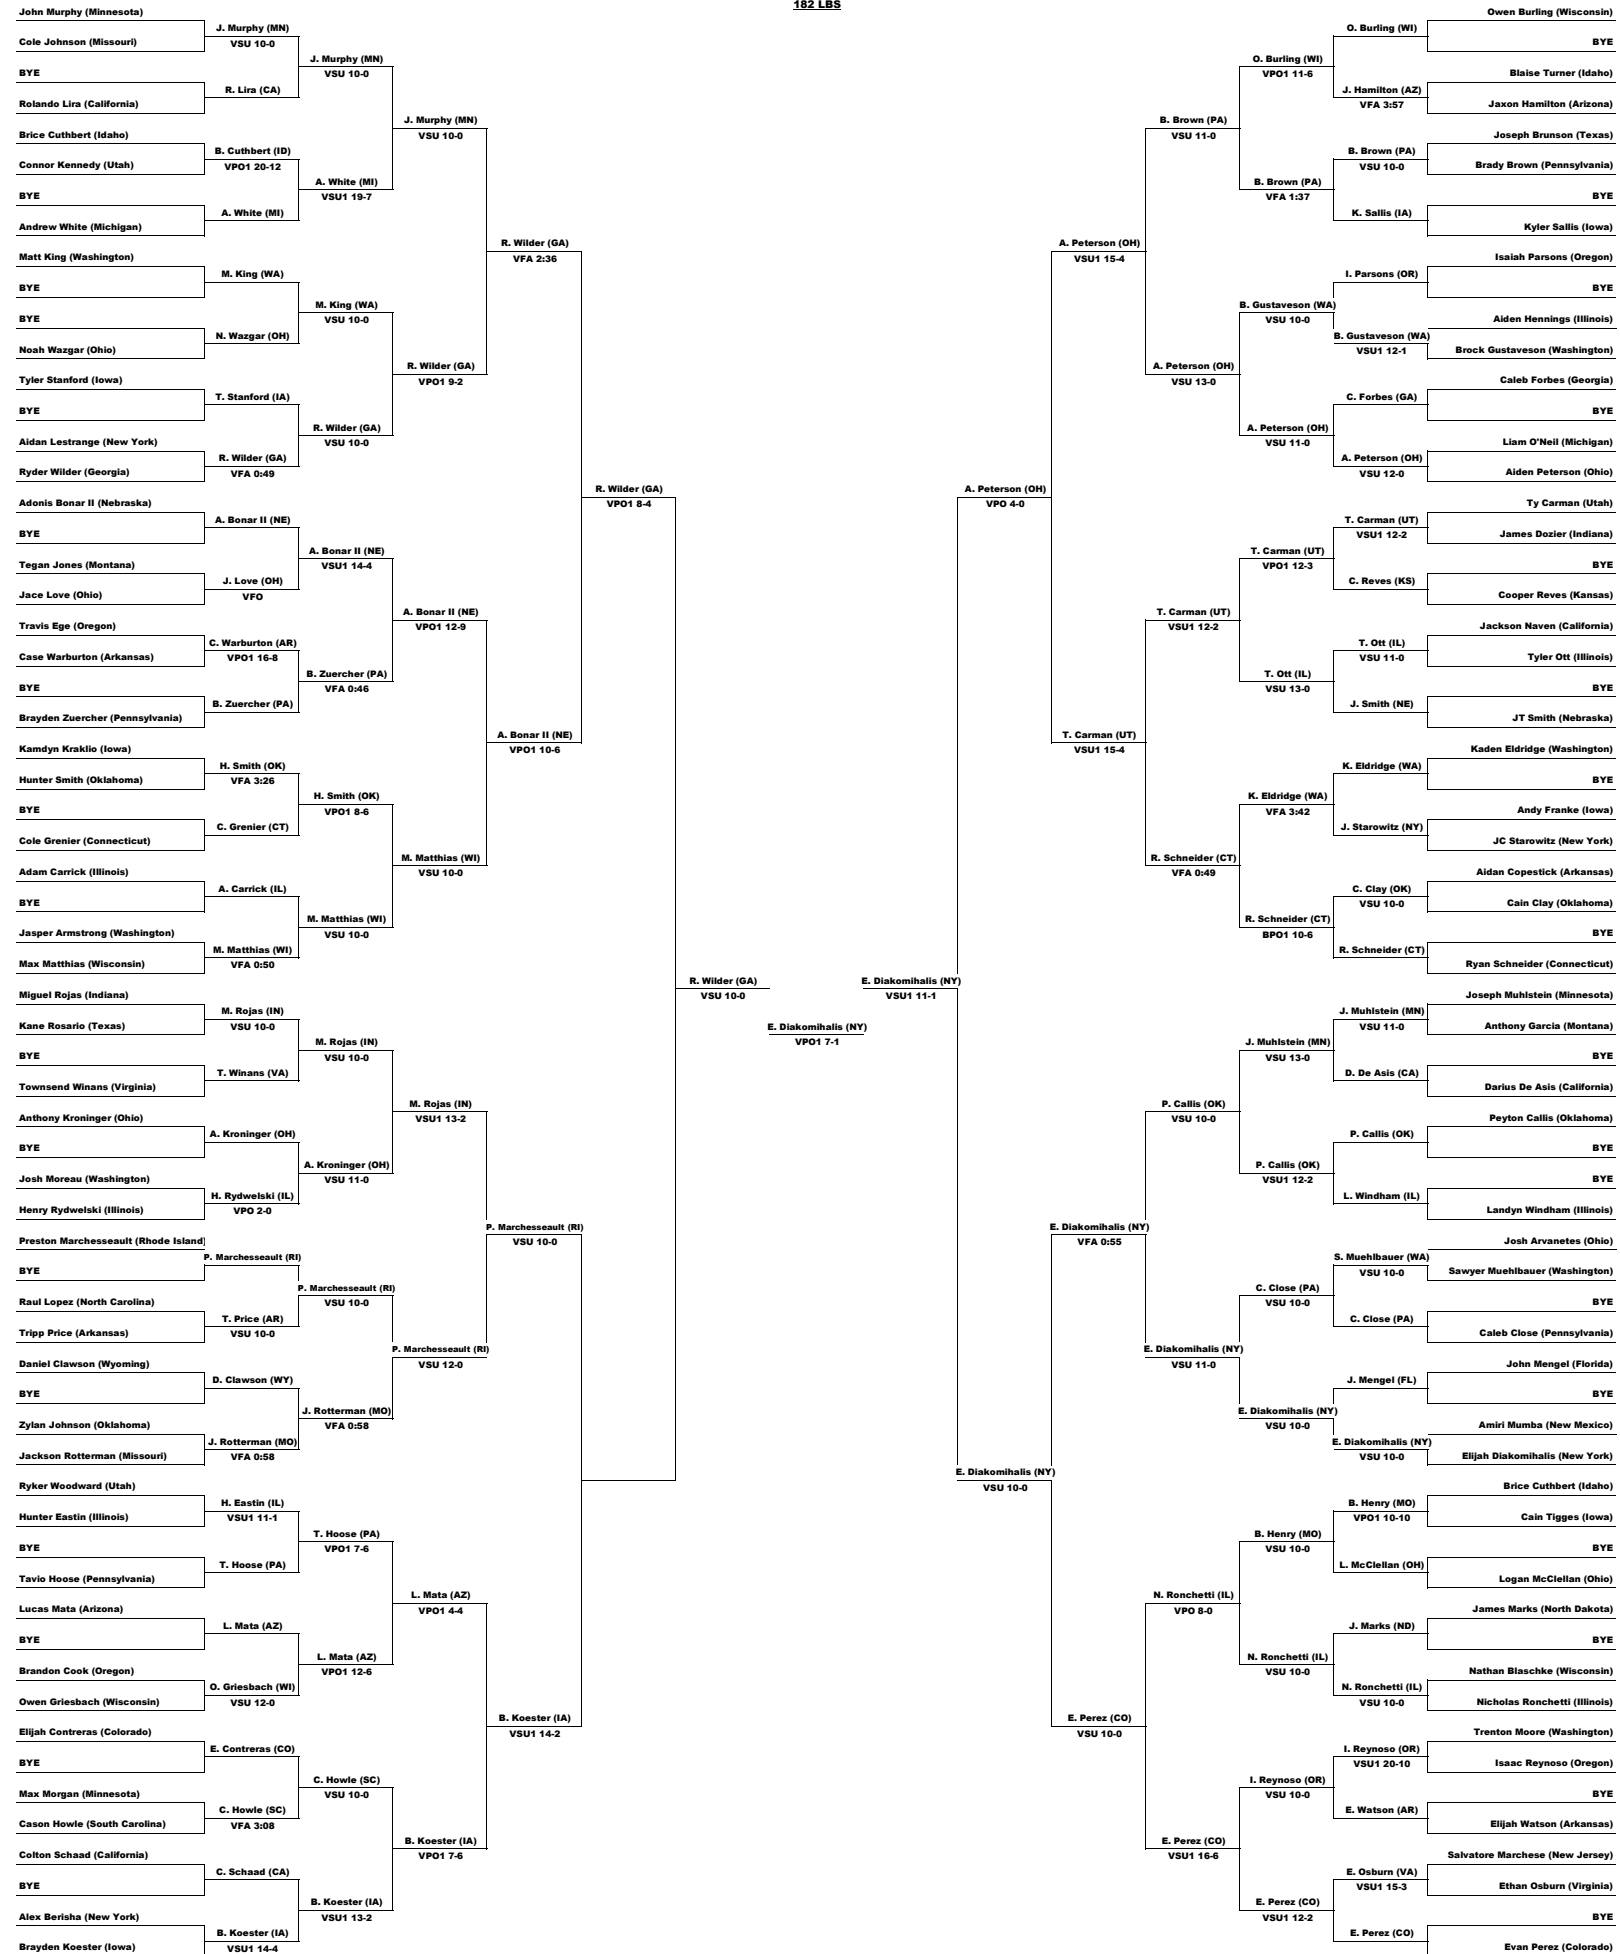 182 LBS
John Murphy (Minnesota)
J. Murphy (MN)
Cole Johnson (Missouri)
VSU 10-0
J. Murphy (MN)
BYE
VSU 10-0
R. Lira (CA)
Rolando Lira (California)
J. Murphy (MN)
Brice Cuthbert (Idaho)
VSU 10-0
B. Cuthbert (ID)
Connor Kennedy (Utah)
VPO1 20-12
A. White (MI)
BYE
VSU1 19-7
A. White (MI)
Andrew White (Michigan)
R. Wilder (GA)
Matt King (Washington)
VFA 2:36
M. King (WA)
BYE
M. King (WA)
BYE
VSU 10-0
N. Wazgar (OH)
Noah Wazgar (Ohio)
R. Wilder (GA)
Tyler Stanford (Iowa)
VPO1 9-2
T. Stanford (IA)
BYE
R. Wilder (GA)
Aidan Lestrange (New York)
VSU 10-0
R. Wilder (GA)
Ryder Wilder (Georgia)
VFA 0:49
R. Wilder (GA)
Adonis Bonar II (Nebraska)
VPO1 8-4
A. Bonar II (NE)
BYE
A. Bonar II (NE)
Tegan Jones (Montana)
VSU1 14-4
J. Love (OH)
Jace Love (Ohio)
VFO
A. Bonar II (NE)
Travis Ege (Oregon)
VPO1 12-9
C. Warburton (AR)
Case Warburton (Arkansas)
VPO1 16-8
B. Zuercher (PA)
BYE
VFA 0:46
B. Zuercher (PA)
Brayden Zuercher (Pennsylvania)
A. Bonar II (NE)
Kamdyn Kraklio (Iowa)
VPO1 10-6
H. Smith (OK)
Hunter Smith (Oklahoma)
VFA 3:26
H. Smith (OK)
BYE
VPO1 8-6
C. Grenier (CT)
Cole Grenier (Connecticut)
M. Matthias (WI)
Adam Carrick (Illinois)
VSU 10-0
A. Carrick (IL)
BYE
M. Matthias (WI)
Jasper Armstrong (Washington)
VSU 10-0
M. Matthias (WI)
Max Matthias (Wisconsin)
VFA 0:50
R. Wilder (GA)
Miguel Rojas (Indiana)
VSU 10-0
M. Rojas (IN)
Kane Rosario (Texas)
VSU 10-0
M. Rojas (IN)
BYE
VSU 10-0
T. Winans (VA)
Townsend Winans (Virginia)
M. Rojas (IN)
Anthony Kroninger (Ohio)
VSU1 13-2
A. Kroninger (OH)
BYE
A. Kroninger (OH)
Josh Moreau (Washington)
VSU 11-0
H. Rydwelski (IL)
Henry Rydwelski (Illinois)
VPO 2-0
P. Marchesseault (RI)
Preston Marchesseault (Rhode Island)
VSU 10-0
P. Marchesseault (RI)
BYE
P. Marchesseault (RI)
Raul Lopez (North Carolina)
VSU 10-0
T. Price (AR)
Tripp Price (Arkansas)
VSU 10-0
P. Marchesseault (RI)
Daniel Clawson (Wyoming)
VSU 12-0
D. Clawson (WY)
BYE
J. Rotterman (MO)
Zylan Johnson (Oklahoma)
VFA 0:58
J. Rotterman (MO)
Jackson Rotterman (Missouri)
VFA 0:58
Ryker Woodward (Utah)
H. Eastin (IL)
Hunter Eastin (Illinois)
VSU1 11-1
T. Hoose (PA)
BYE
VPO1 7-6
T. Hoose (PA)
Tavio Hoose (Pennsylvania)
L. Mata (AZ)
Lucas Mata (Arizona)
VPO1 4-4
L. Mata (AZ)
BYE
L. Mata (AZ)
Brandon Cook (Oregon)
VPO1 12-6
O. Griesbach (WI)
Owen Griesbach (Wisconsin)
VSU 12-0
B. Koester (IA)
Elijah Contreras (Colorado)
VSU1 14-2
E. Contreras (CO)
BYE
C. Howle (SC)
Max Morgan (Minnesota)
VSU 10-0
C. Howle (SC)
Cason Howle (South Carolina)
VFA 3:08
B. Koester (IA)
Colton Schaad (California)
VPO1 7-6
C. Schaad (CA)
BYE
B. Koester (IA)
Alex Berisha (New York)
VSU1 13-2
B. Koester (IA)
Brayden Koester (Iowa)
VSU1 14-4
E. Diakomihalis (NY)
VPO1 7-1
Owen Burling (Wisconsin)
O. Burling (WI)
BYE
O. Burling (WI)
Blaise Turner (Idaho)
VPO1 11-6
J. Hamilton (AZ)
Jaxon Hamilton (Arizona)
VFA 3:57
B. Brown (PA)
Joseph Brunson (Texas)
VSU 11-0
B. Brown (PA)
Brady Brown (Pennsylvania)
VSU 10-0
B. Brown (PA)
BYE
VFA 1:37
K. Sallis (IA)
Kyler Sallis (Iowa)
A. Peterson (OH)
Isaiah Parsons (Oregon)
VSU1 15-4
I. Parsons (OR)
BYE
B. Gustaveson (WA)
Aiden Hennings (Illinois)
VSU 10-0
B. Gustaveson (WA)
Brock Gustaveson (Washington)
VSU1 12-1
A. Peterson (OH)
Caleb Forbes (Georgia)
VSU 13-0
C. Forbes (GA)
BYE
A. Peterson (OH)
Liam O'Neil (Michigan)
VSU 11-0
A. Peterson (OH)
Aiden Peterson (Ohio)
VSU 12-0
A. Peterson (OH)
Ty Carman (Utah)
VPO 4-0
T. Carman (UT)
James Dozier (Indiana)
VSU1 12-2
T. Carman (UT)
BYE
VPO1 12-3
C. Reves (KS)
Cooper Reves (Kansas)
T. Carman (UT)
Jackson Naven (California)
VSU1 12-2
T. Ott (IL)
Tyler Ott (Illinois)
VSU 11-0
T. Ott (IL)
BYE
VSU 13-0
J. Smith (NE)
JT Smith (Nebraska)
T. Carman (UT)
Kaden Eldridge (Washington)
VSU1 15-4
K. Eldridge (WA)
BYE
K. Eldridge (WA)
Andy Franke (Iowa)
VFA 3:42
J. Starowitz (NY)
JC Starowitz (New York)
R. Schneider (CT)
Aidan Copestick (Arkansas)
VFA 0:49
C. Clay (OK)
Cain Clay (Oklahoma)
VSU 10-0
R. Schneider (CT)
BYE
BPO1 10-6
R. Schneider (CT)
Ryan Schneider (Connecticut)
E. Diakomihalis (NY)
Joseph Muhlstein (Minnesota)
VSU1 11-1
J. Muhlstein (MN)
Anthony Garcia (Montana)
VSU 11-0
J. Muhlstein (MN)
BYE
VSU 13-0
D. De Asis (CA)
Darius De Asis (California)
P. Callis (OK)
Peyton Callis (Oklahoma)
VSU 10-0
P. Callis (OK)
BYE
P. Callis (OK)
BYE
VSU1 12-2
L. Windham (IL)
Landyn Windham (Illinois)
E. Diakomihalis (NY)
Josh Arvanetes (Ohio)
VFA 0:55
S. Muehlbauer (WA)
Sawyer Muehlbauer (Washington)
VSU 10-0
C. Close (PA)
BYE
VSU 10-0
C. Close (PA)
Caleb Close (Pennsylvania)
E. Diakomihalis (NY)
John Mengel (Florida)
VSU 11-0
J. Mengel (FL)
BYE
E. Diakomihalis (NY)
Amiri Mumba (New Mexico)
VSU 10-0
E. Diakomihalis (NY)
Elijah Diakomihalis (New York)
VSU 10-0
E. Diakomihalis (NY)
Brice Cuthbert (Idaho)
VSU 10-0
B. Henry (MO)
Cain Tigges (Iowa)
VPO1 10-10
B. Henry (MO)
BYE
VSU 10-0
L. McClellan (OH)
Logan McClellan (Ohio)
N. Ronchetti (IL)
James Marks (North Dakota)
VPO 8-0
J. Marks (ND)
BYE
N. Ronchetti (IL)
Nathan Blaschke (Wisconsin)
VSU 10-0
N. Ronchetti (IL)
Nicholas Ronchetti (Illinois)
VSU 10-0
E. Perez (CO)
Trenton Moore (Washington)
VSU 10-0
I. Reynoso (OR)
Isaac Reynoso (Oregon)
VSU1 20-10
I. Reynoso (OR)
BYE
VSU 10-0
E. Watson (AR)
Elijah Watson (Arkansas)
E. Perez (CO)
Salvatore Marchese (New Jersey)
VSU1 16-6
E. Osburn (VA)
Ethan Osburn (Virginia)
VSU1 15-3
E. Perez (CO)
BYE
VSU1 12-2
E. Perez (CO)
Evan Perez (Colorado)